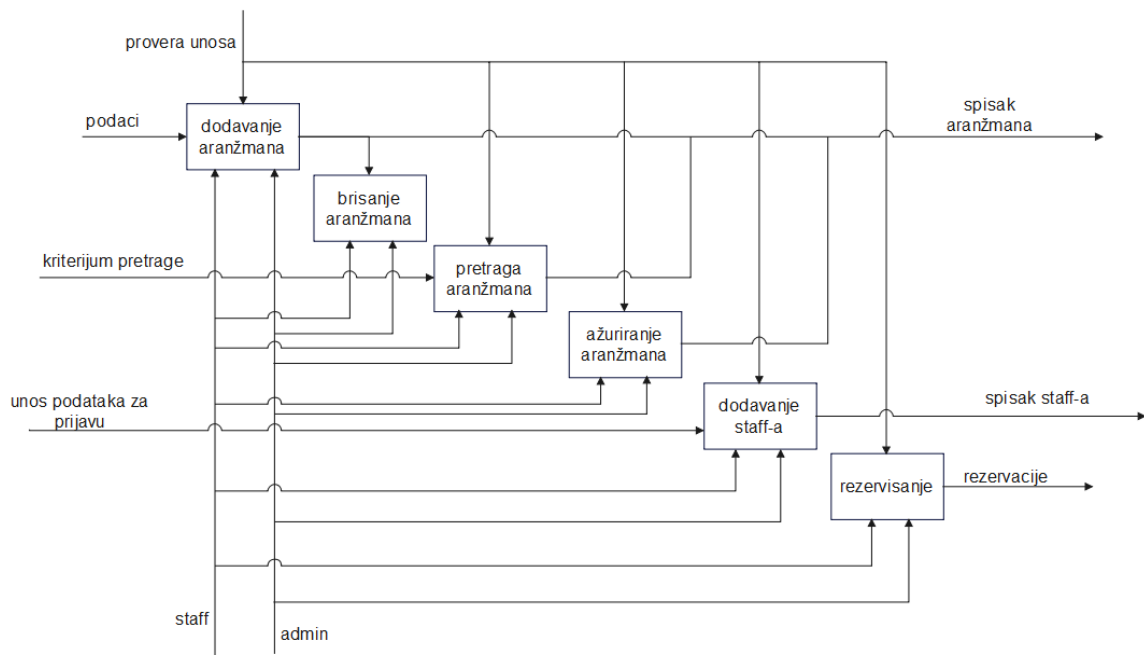 provera unosa
podaci
dodavanje
aranžmana
spisak
aranžmana
brisanje
aranžmana
kriterijum pretrage
pretraga
aranžmana
ažuriranje
aranžmana
unos podataka za
prijavu
dodavanje
staff-a
spisak staff-a
rezervisanje
rezervacije
staff
admin